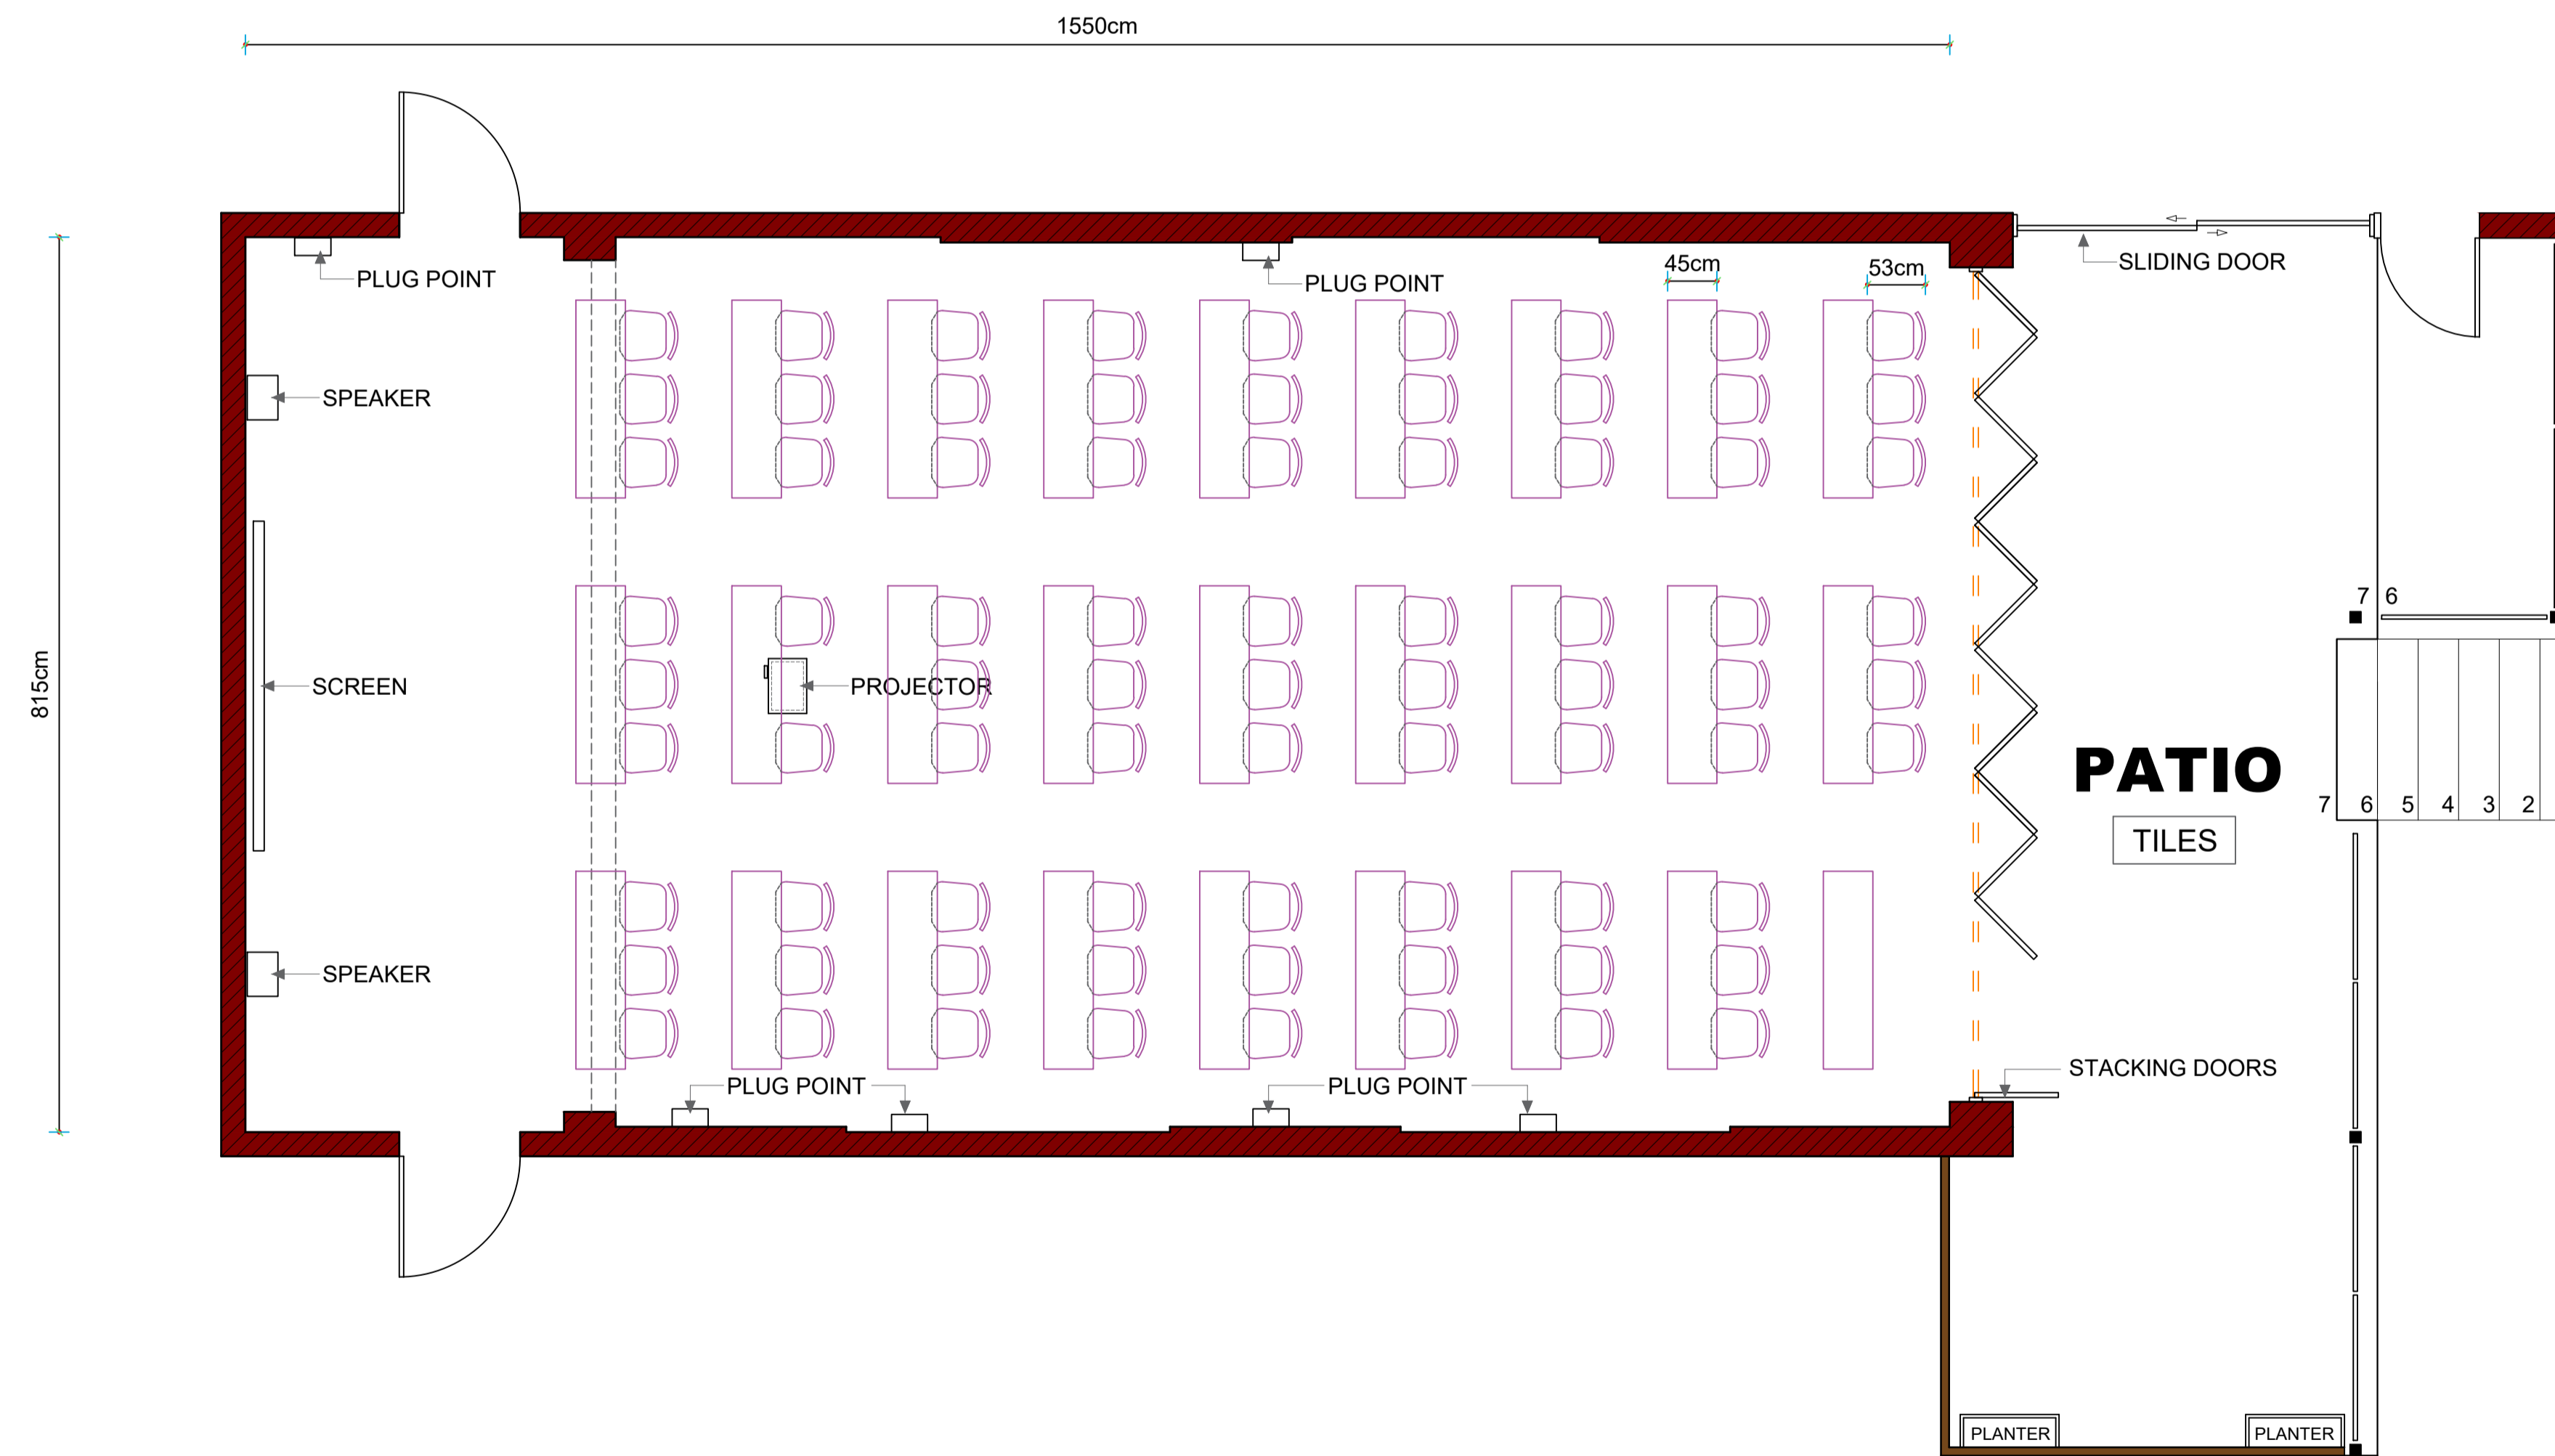 1550cm
PLUG POINT
PLUG POINT
45cm
53cm
SLIDING DOOR
SPEAKER
815cm
SCREEN
PROJECTOR
7 6
PATIO
TILES
7 6 5 4 3 2
SPEAKER
PLUG POINT
PLUG POINT
STACKING DOORS
PLANTER
PLANTER